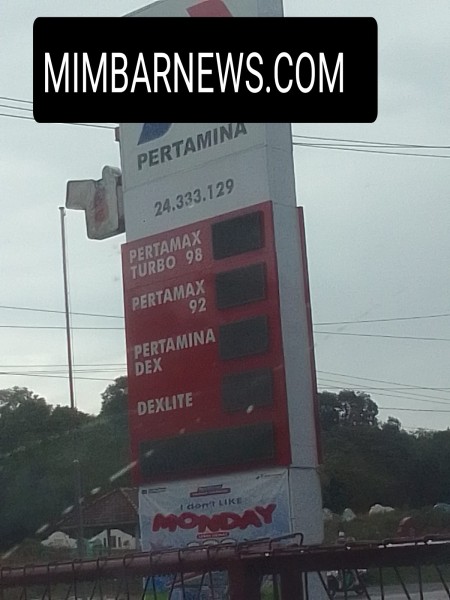 MIMBARNEWS.COM
PERTAMINA
24.333.129
PERTAMAX
TURBO 98
PERTAMAX
92
PERTAMINA
DEX
DEXLITE
I don't LIKE
MONDAY